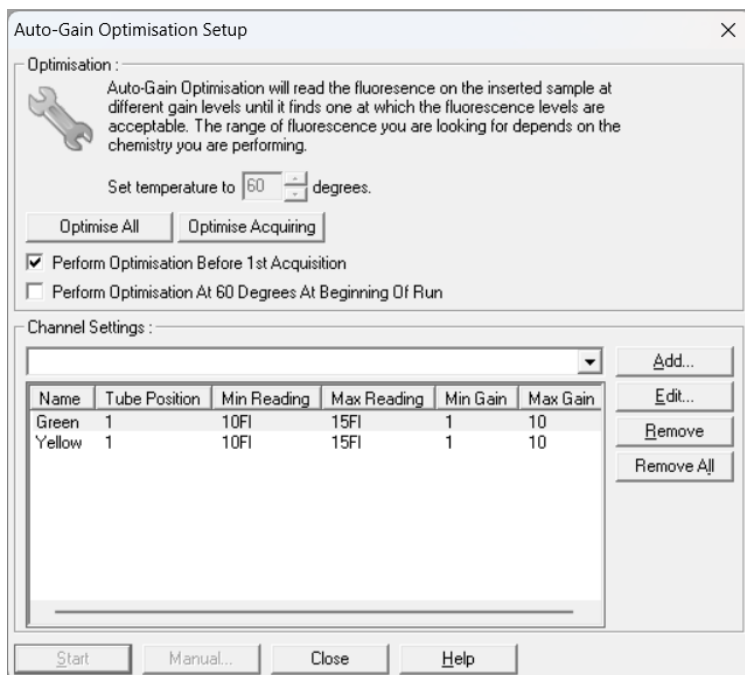 Auto-Gain Optimisation Setup
Optimisation :
Auto-Gain Optimisation will read the fluoresence on the inserted sample at
different gain levels until it finds one at which the fluorescence levels are
acceptable. The range of fluorescence you are looking for depends on the
chemistry you are performing.
Set temperature to 60 degrees.
Optimise All Optimise Acquiring
Perform Optimisation Before 1st Acquisition
Perform Optimisation At 60 Degrees At Beginning Of Run
Channel Settings :
Add...
Name Tube Position Min Reading Max Reading Min Gain Max Gain Edit...
Green 1 10Fl 15Fl 1 10
Remove
Yellow 1 10Fl 15Fl 1 10
Remove All
Start Manual... Close Help